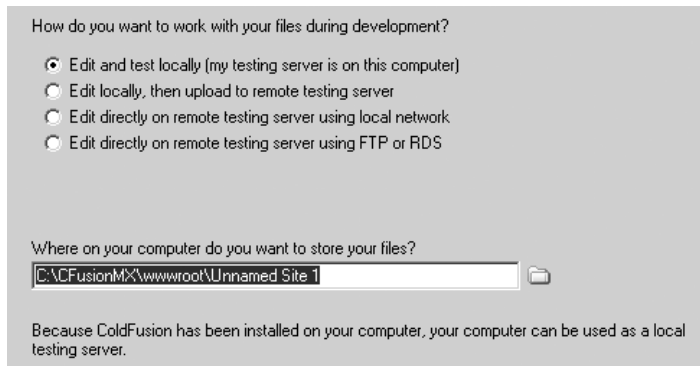 How do you want to work with your files during development?
Edit and test locally (my testing server is on this computer)
Edit locally, then upload to remote testing server
Edit directly on remote testing server using local network
Edit directly on remote testing server using FTP or RDS
Where on your computer do you want to store your files?
C:\CFusionMX\wwwroot\Unnamed Site 1
Because ColdFusion has been installed on your computer, your computer can be used as a local
testing server.